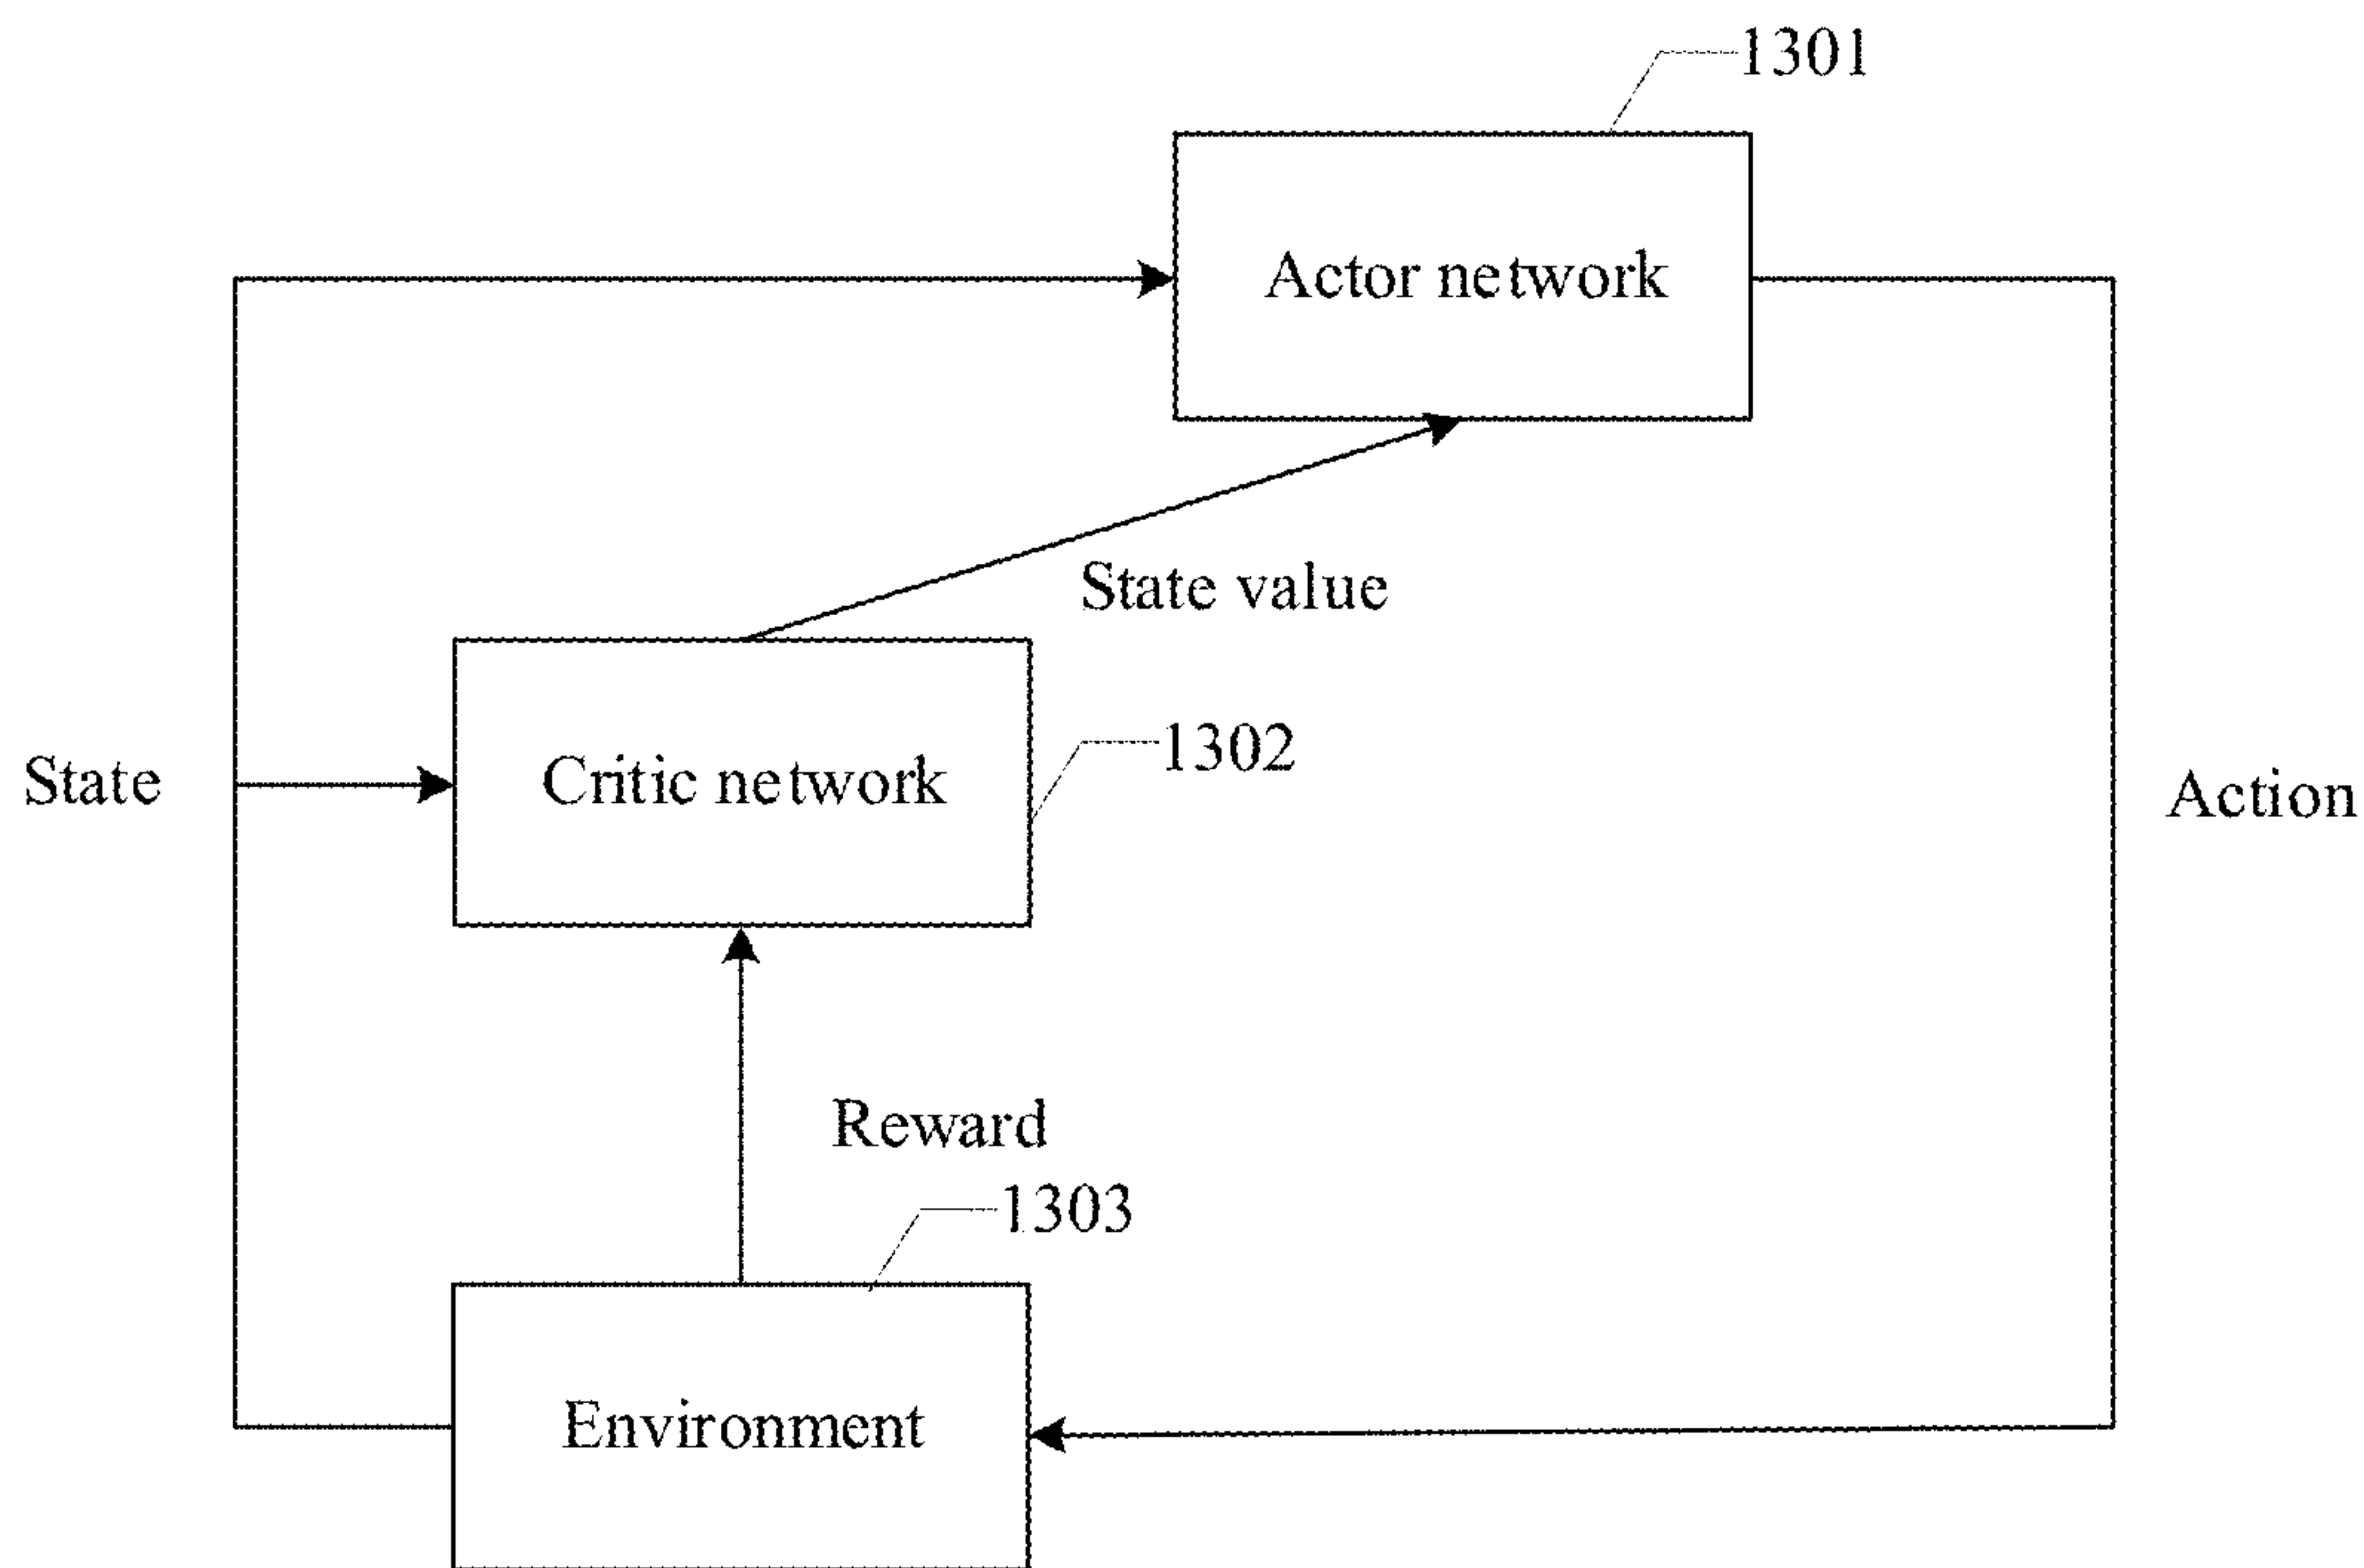 1301
Actor network
State value
1302
State
Critic network
Action
Reward
1303
Environment